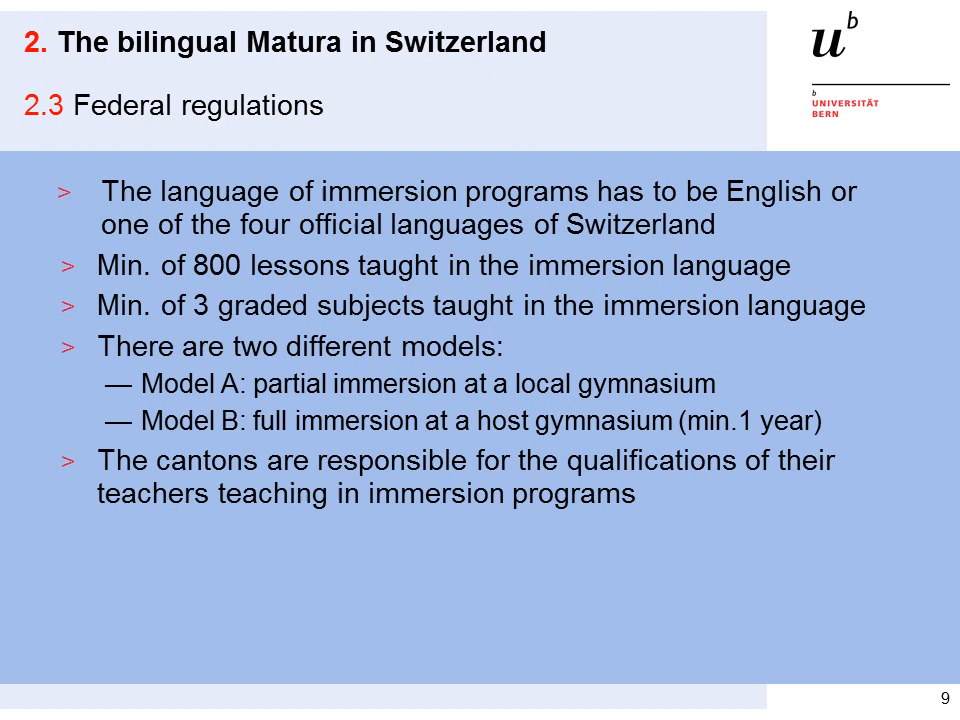 2. The bilingual Matura in Switzerland
2.3 Federal regulations
u b
b
UNIVERSITÄT
BERN
> The language of immersion programs has to be English or
one of the four official languages of Switzerland
> Min. of 800 lessons taught in the immersion language
> Min. of 3 graded subjects taught in the immersion language
> There are two different models:
— Model A: partial immersion at a local gymnasium
— Model B: full immersion at a host gymnasium (min.1 year)
> The cantons are responsible for the qualifications of their
teachers teaching in immersion programs
9